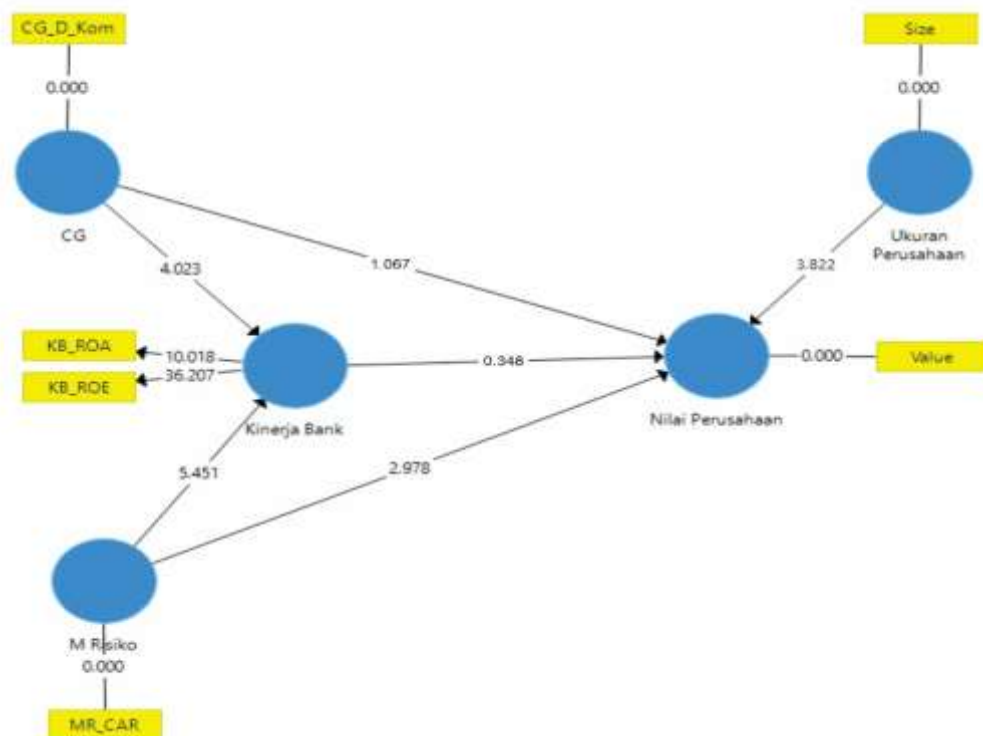 CG_D_Kom
Size
0.000
0.000
CG
Ukuran
Perusahaan
4.023
1.067
3.822
KB_ROA
10.018
KB_ROE
36.207
0.348
0.000
Value
Kinerja Bank
Nilai Perusahaan
5.451
2.978
M Risiko
0.000
MR_CAR